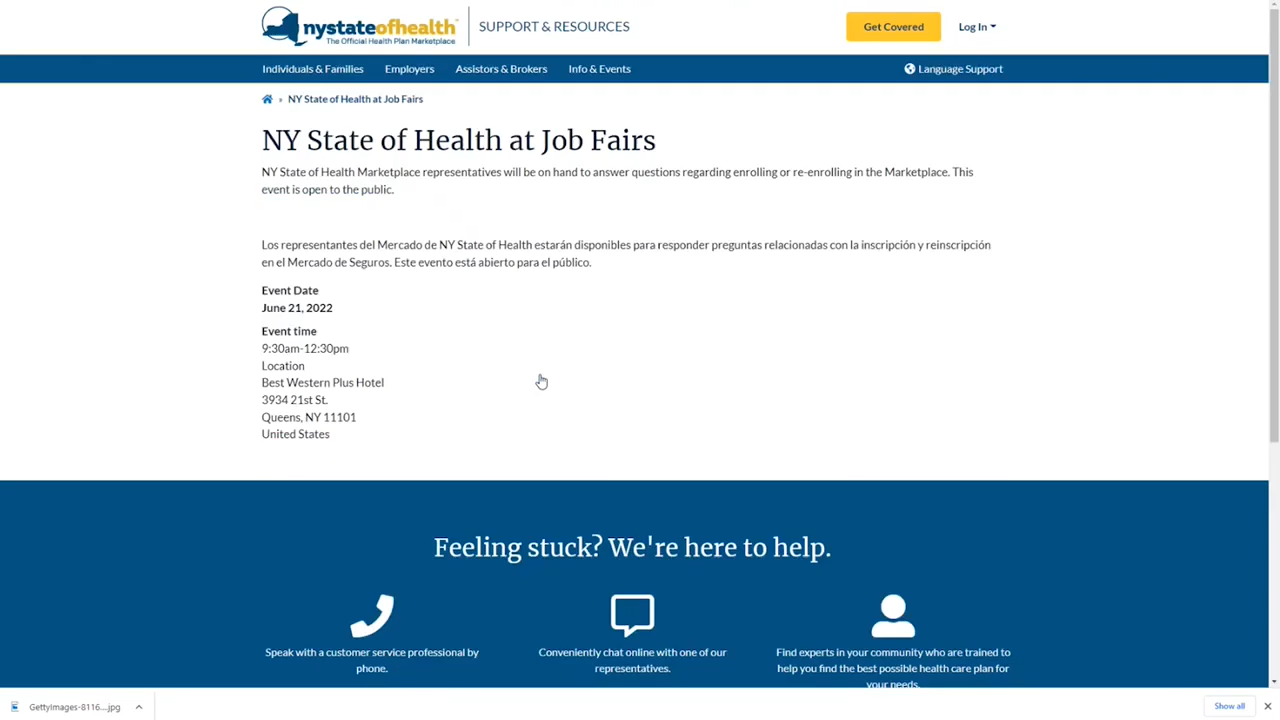 nystateofhealth™
The Official Health Plan Marketplace
SUPPORT & RESOURCES
Get Covered
Log In
Individuals & Families
Employers
Assistors & Brokers
Info & Events
Language Support
NY State of Health at Job Fairs
NY State of Health at Job Fairs
NY State of Health Marketplace representatives will be on hand to answer questions regarding enrolling or re-enrolling in the Marketplace. This
event is open to the public.
Los representantes del Mercado de NY State of Health estarán disponibles para responder preguntas relacionadas con la inscripción y reinscripción
en el Mercado de Seguros. Este evento está abierto para el público.
Event Date
June 21, 2022
Event time
9:30am-12:30pm
Location
Best Western Plus Hotel
3934 21st St.
Queens, NY 11101
United States
Feeling stuck? We're here to help.
Speak with a customer service professional by
phone.
Conveniently chat online with one of our
representatives.
Find experts in your community who are trained to
help you find the best possible health care plan for
your needs.
GettyImages-8116....jpg
Show all